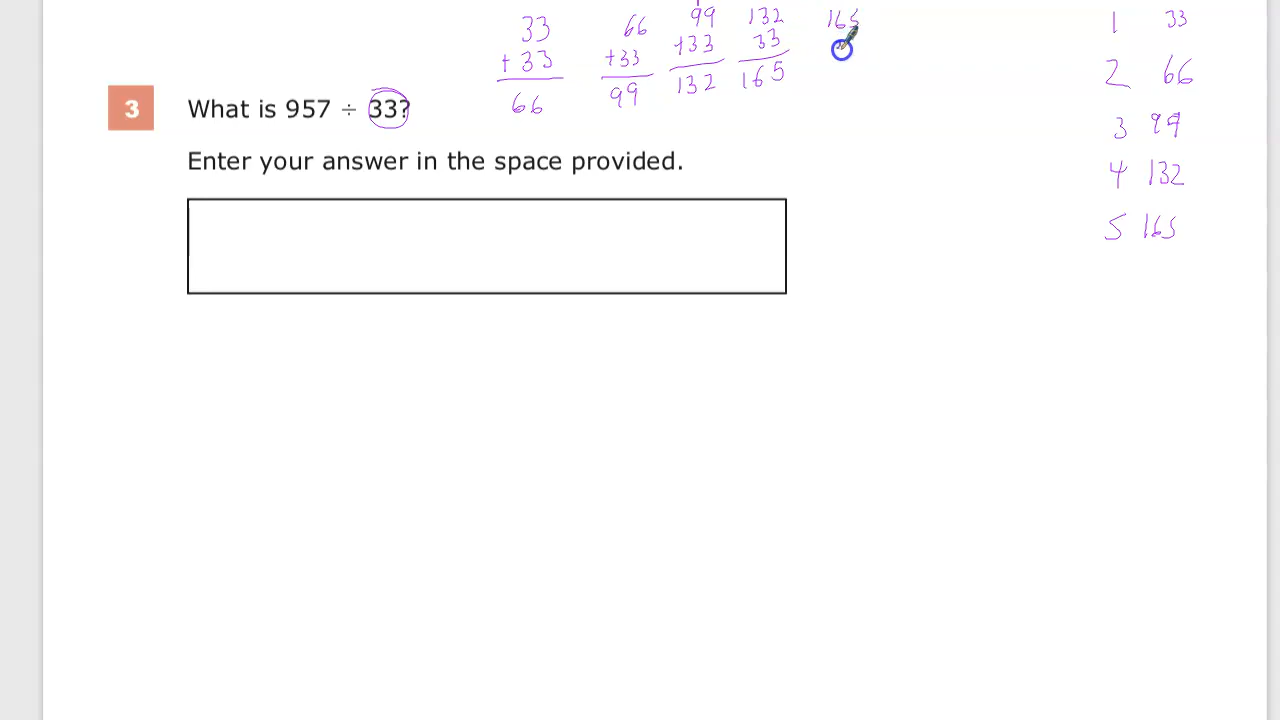 33 66 99 132 165
+ 33 +33 +33 33
66 99 132 165
3 What is 957 ÷ 33?
Enter your answer in the space provided.
1 33
2 66
3 99
4 132
5 165